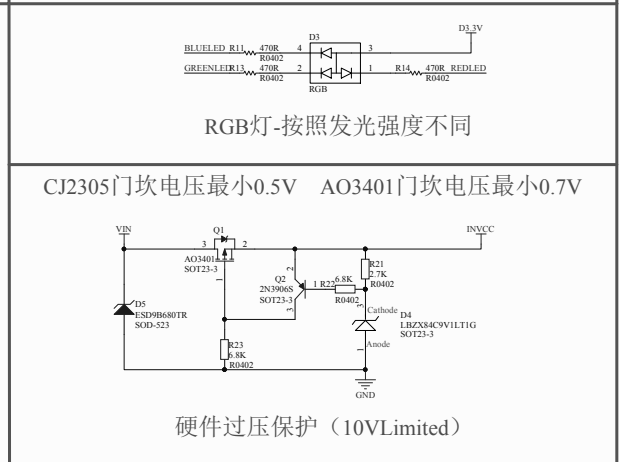 D3.3V
D3
BLUELED R11 470R 4 3
R0402
GREENLED R13 470R 2 1 R14 470R REDLED
R0402 R0402
RGB
RGB灯-按照发光强度不同
CJ2305门坎电压最小0.5V AO3401门坎电压最小0.7V
VIN Q1 INVCC
3 2
AO3401
SOT23-3
1
Q2
2N3906S
SOT23-3
2
1 R22 6.8K
R0402
3
R21
2.7K
R0402
D5
ESD9B680TR
SOD-523
3 Cathode
D4
LBZX84C9V1LT1G
SOT23-3
1 Anode
R23
6.8K
R0402
GND
硬件过压保护（10VLimited）